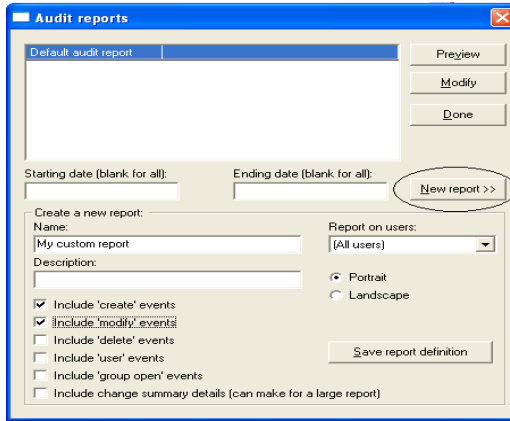 Audit reports
Default audit report
Preview
Modify
Done
Starting date (blank for all):
Ending date (blank for all):
New report >>
Create a new report:
Name:
Report on users:
My custom report
(All users)
Description:
Portrait
Landscape
Include 'create' events
Include 'modify' events
Include 'delete' events
Include 'user' events
Save report definition
Include 'group open' events
Include change summary details (can make for a large report)